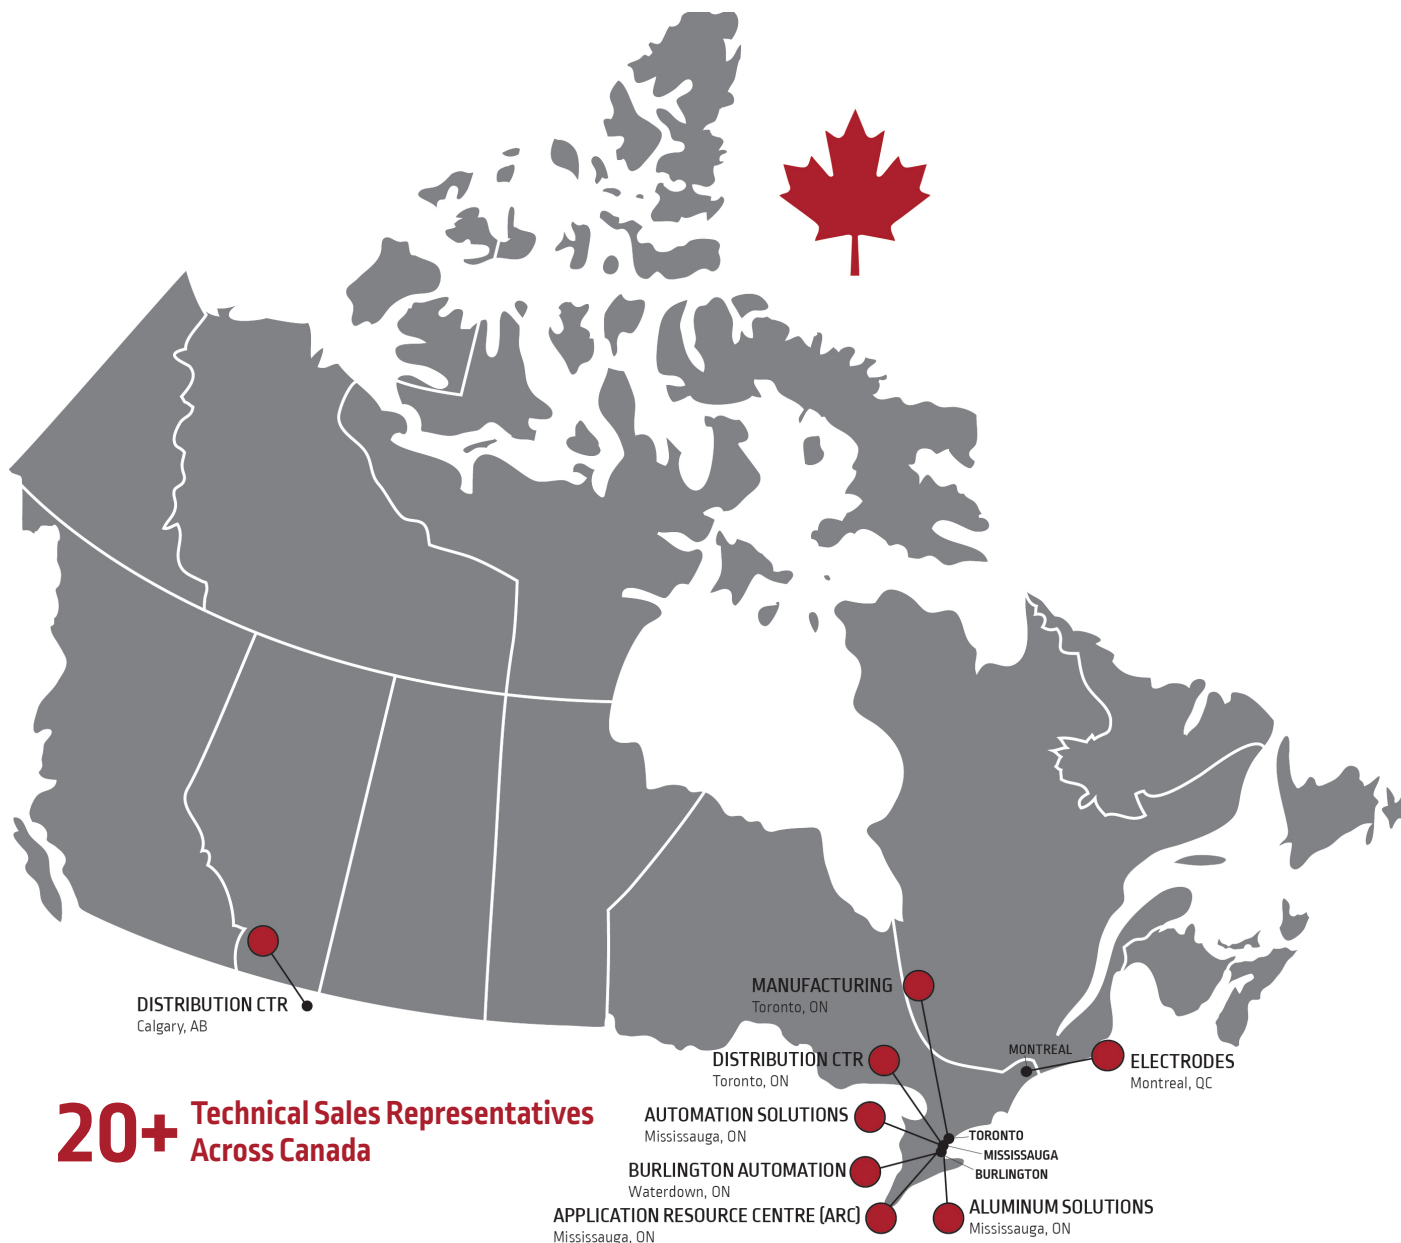 DISTRIBUTION CTR
Calgary, AB
MANUFACTURING
Toronto, ON
DISTRIBUTION CTR
Toronto, ON
MONTREAL
ELECTRODES
Montreal, QC
20+ Technical Sales Representatives
Across Canada
AUTOMATION SOLUTIONS
Mississauga, ON
TORONTO
MISSISSAUGA
BURLINGTON
BURLINGTON AUTOMATION
Waterdown, ON
APPLICATION RESOURCE CENTRE (ARC)
Mississauga, ON
ALUMINUM SOLUTIONS
Mississauga, ON